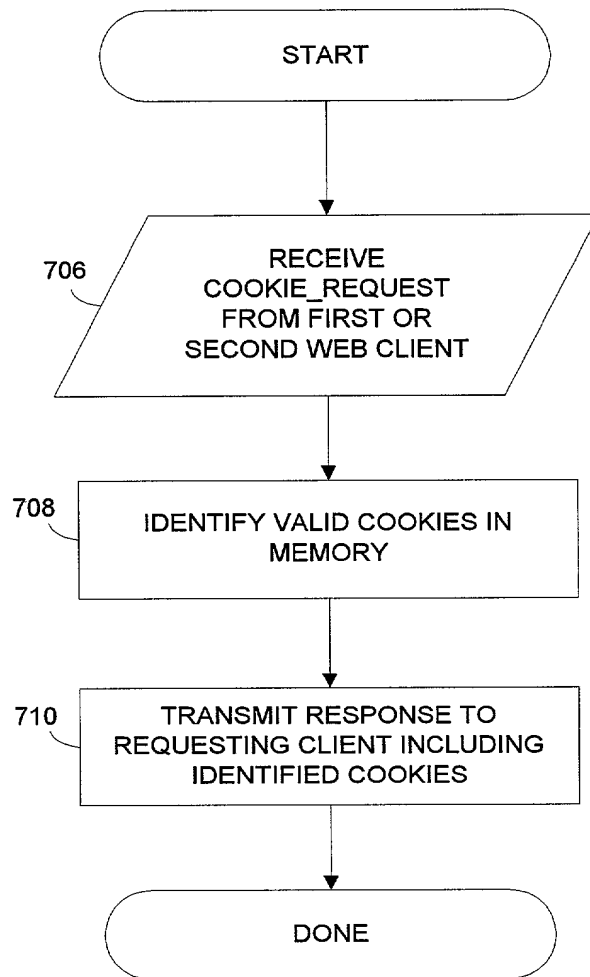 START
706
RECEIVE
COOKIE_REQUEST
FROM FIRST OR
SECOND WEB CLIENT
708
IDENTIFY VALID COOKIES IN
MEMORY
710
TRANSMIT RESPONSE TO
REQUESTING CLIENT INCLUDING
IDENTIFIED COOKIES
DONE